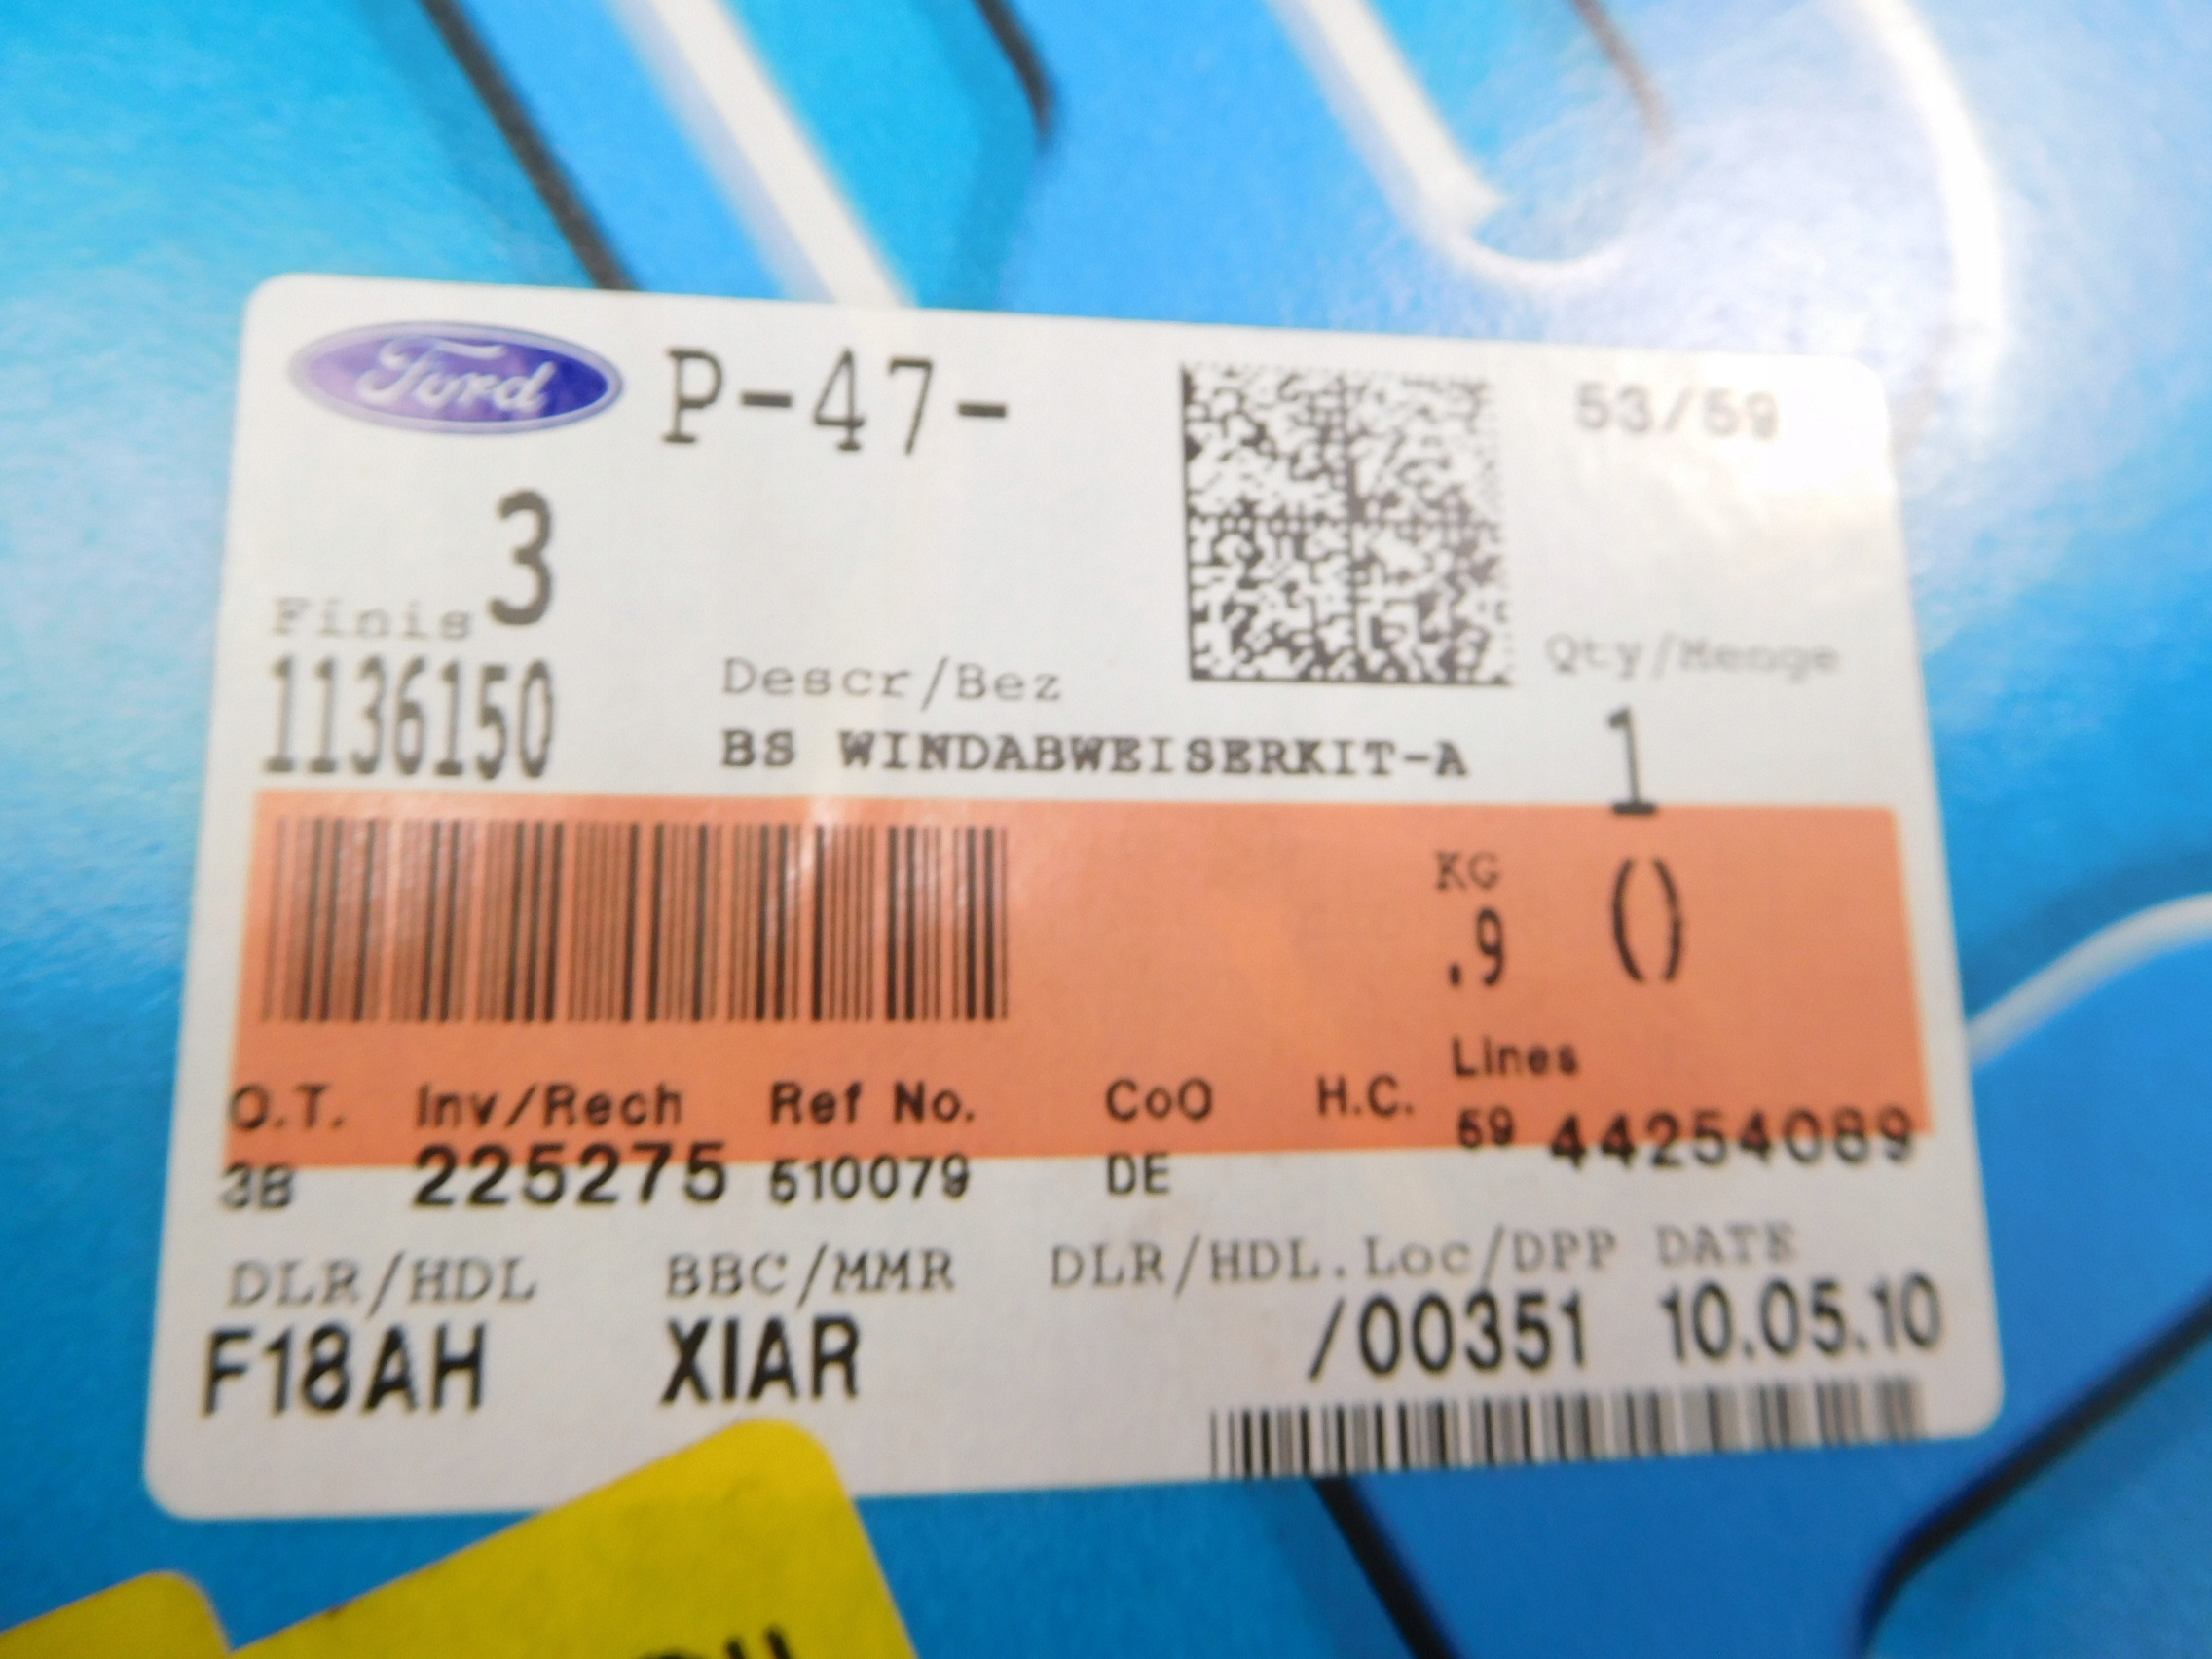 Ford P-47- 53/59
3
Finis
1136150
Descr/Bez
Qty/Menge
BS WINDABWEISERKIT-A
1
KG ()
.9
O.T. Inv/Rech Ref No. CoO H.C. Lines
3B 225275 510079 DE 59 44254089
DLR/HDL BBC/MMR DLR/HDL.Loc/DPP DATE
F18AH XIAR /00351 10.05.10